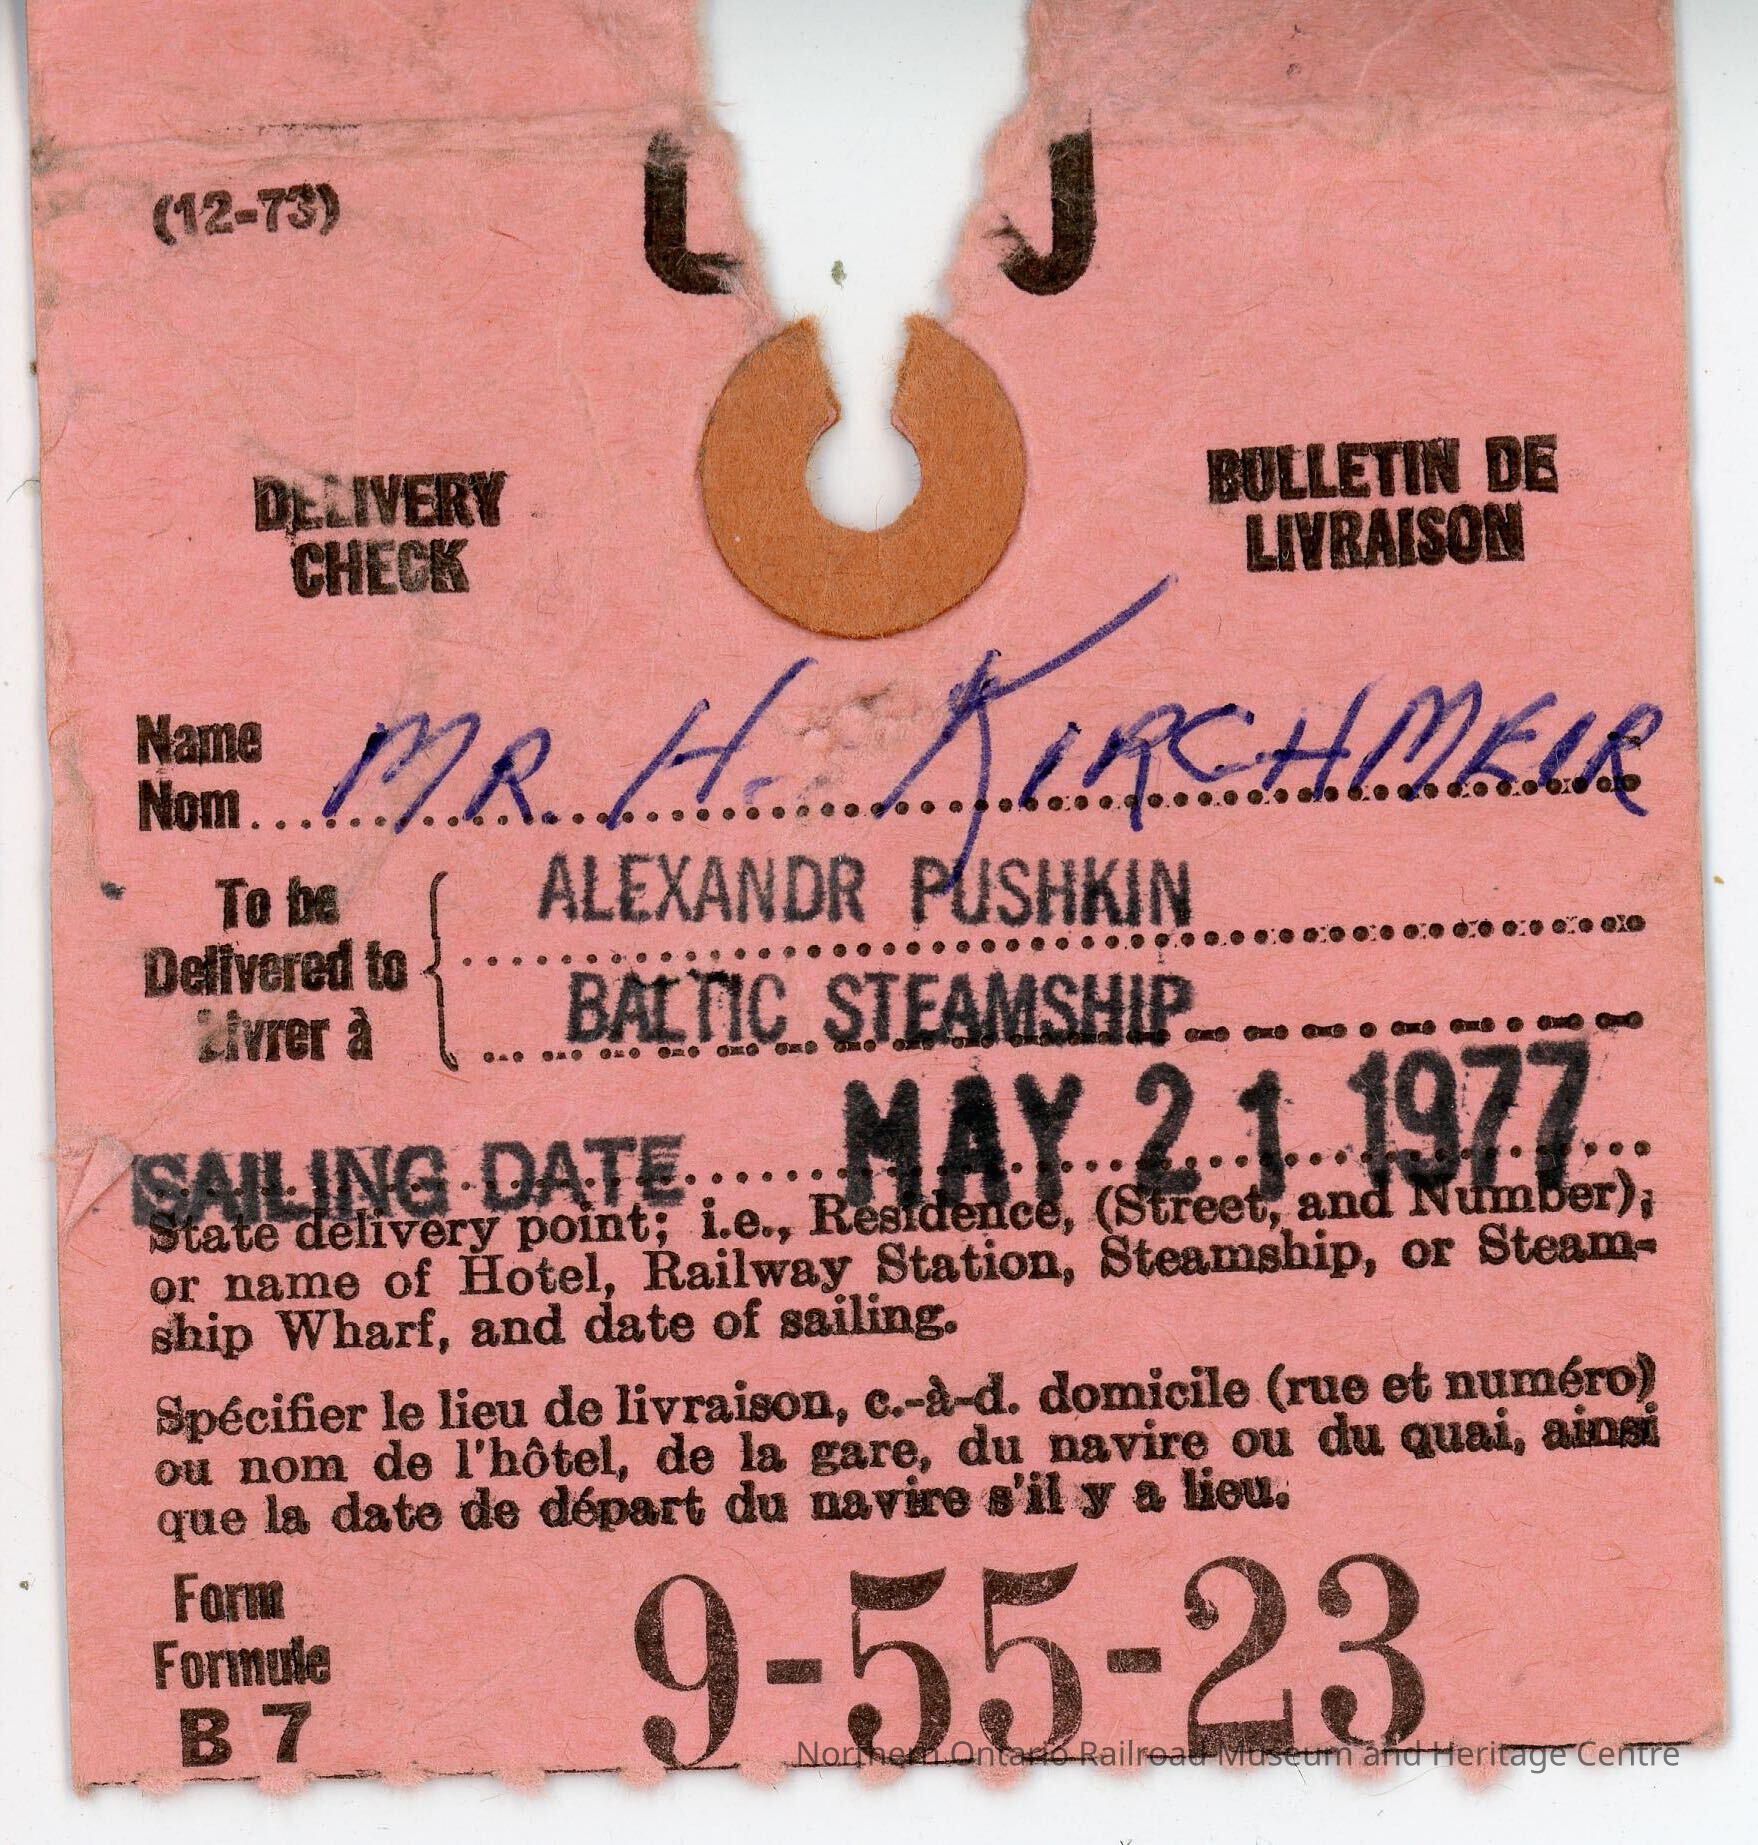 (12-73)
DELIVERY
CHECK
BULLETIN DE
LIVRAISON
Name
Nom
MR. H. KIRCHMEIR
To be
Delivered to
Livrer à
ALEXANDR PUSHKIN
BALTIC STEAMSHIP
SAILING DATE MAY 21 1977
State delivery point; i.e., Residence, (Street, and Number);
or name of Hotel, Railway Station, Steamship, or Steam-
ship Wharf, and date of sailing.
Spécifier le lieu de livraison, c.-à-d. domicile (rue et numéro)
ou nom de l'hôtel, de la gare, du navire ou du quai, ainsi
que la date de départ du navire s'il y a lieu.
Form
Formule
B 7
9-55-23
Northern Ontario Railroad Museum and Heritage Centre